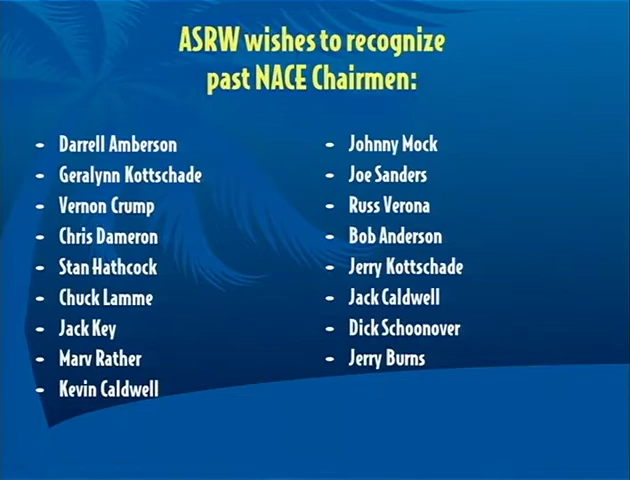 ASRW wishes to recognize
past NACE Chairmen:
- Darrell Amberson
- Geralynn Kottschade
- Vernon Crump
- Chris Dameron
- Stan Hathcock
- Chuck Lamme
- Jack Key
- Marv Rather
- Kevin Caldwell
- Johnny Mock
- Joe Sanders
- Russ Verona
- Bob Anderson
- Jerry Kottschade
- Jack Caldwell
- Dick Schoonover
- Jerry Burns